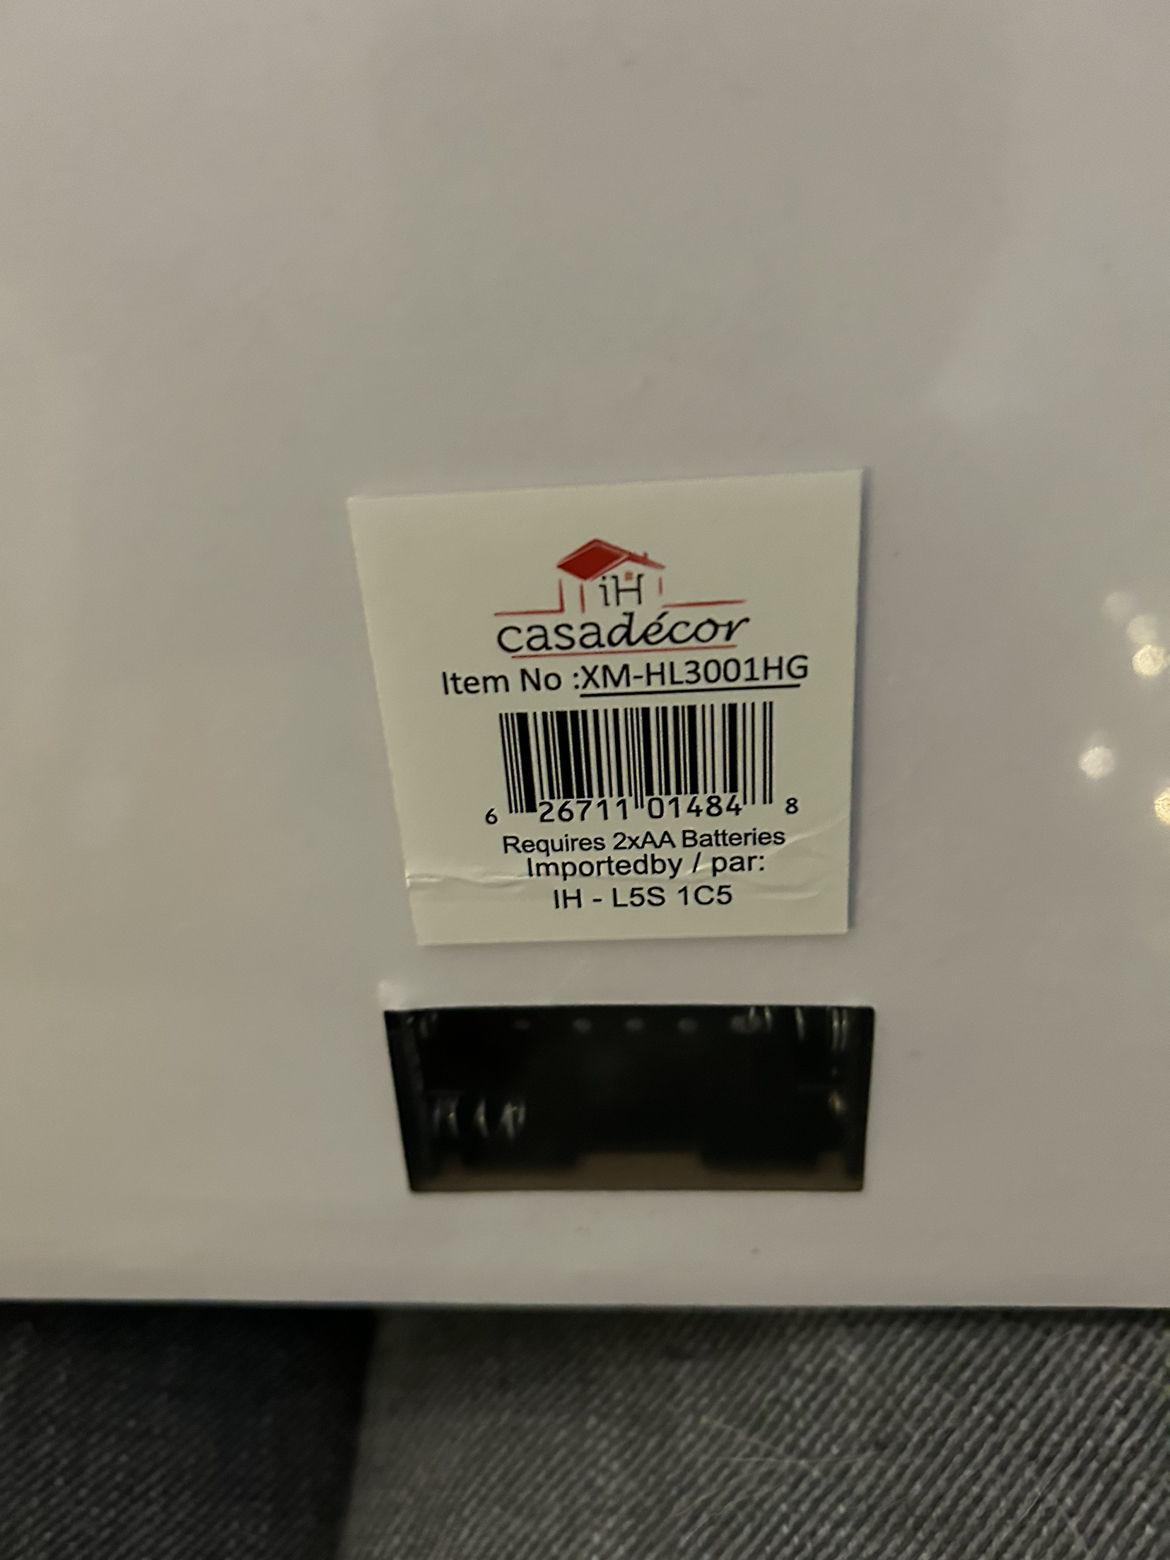 iH
casadécor
Item No :XM-HL3001HG
6 26711 01484 8
Requires 2xAA Batteries
Importedby / par:
IH - L5S 1C5